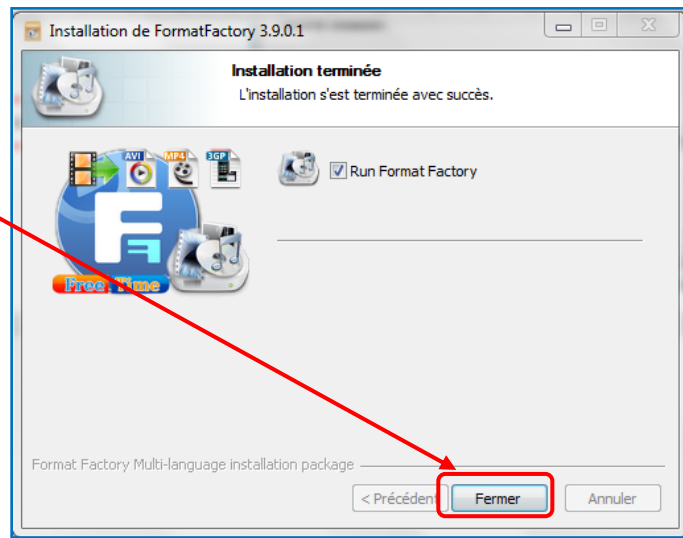 Installation de FormatFactory 3.9.0.1
Installation terminée
L'installation s'est terminée avec succès.
AVI MP4 3GP
Run Format Factory
Free Time
Format Factory Multi-language installation package
< Précédent Fermer Annuler